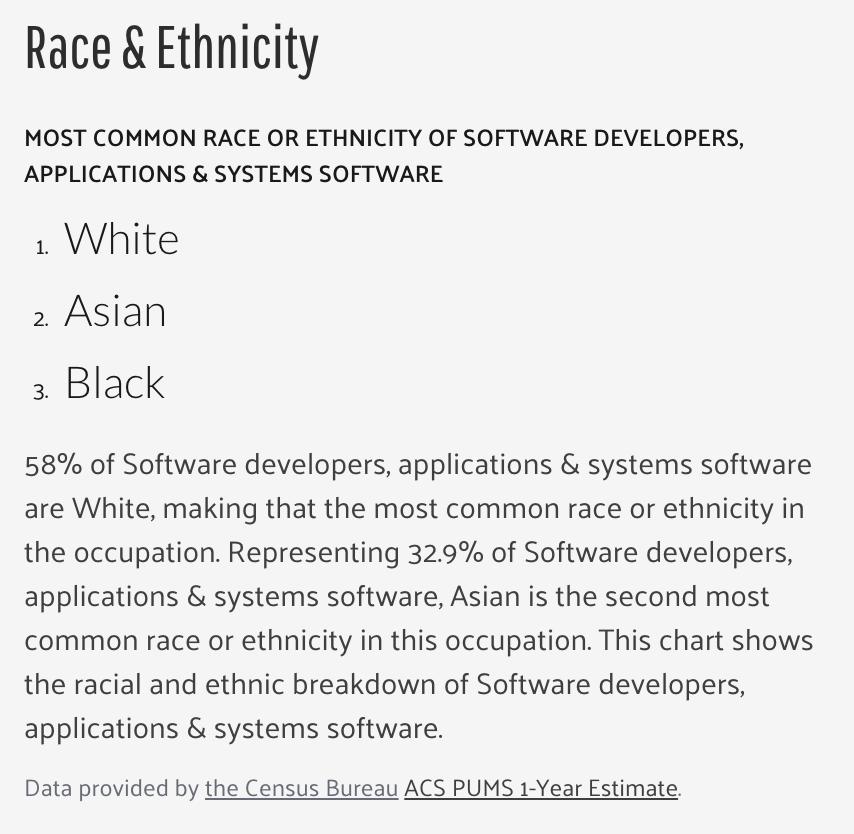 Race & Ethnicity
MOST COMMON RACE OR ETHNICITY OF SOFTWARE DEVELOPERS,
APPLICATIONS & SYSTEMS SOFTWARE
1. White
2. Asian
3. Black
58% of Software developers, applications & systems software
are White, making that the most common race or ethnicity in
the occupation. Representing 32.9% of Software developers,
applications & systems software, Asian is the second most
common race or ethnicity in this occupation. This chart shows
the racial and ethnic breakdown of Software developers,
applications & systems software.
Data provided by the Census Bureau ACS PUMS 1-Year Estimate.